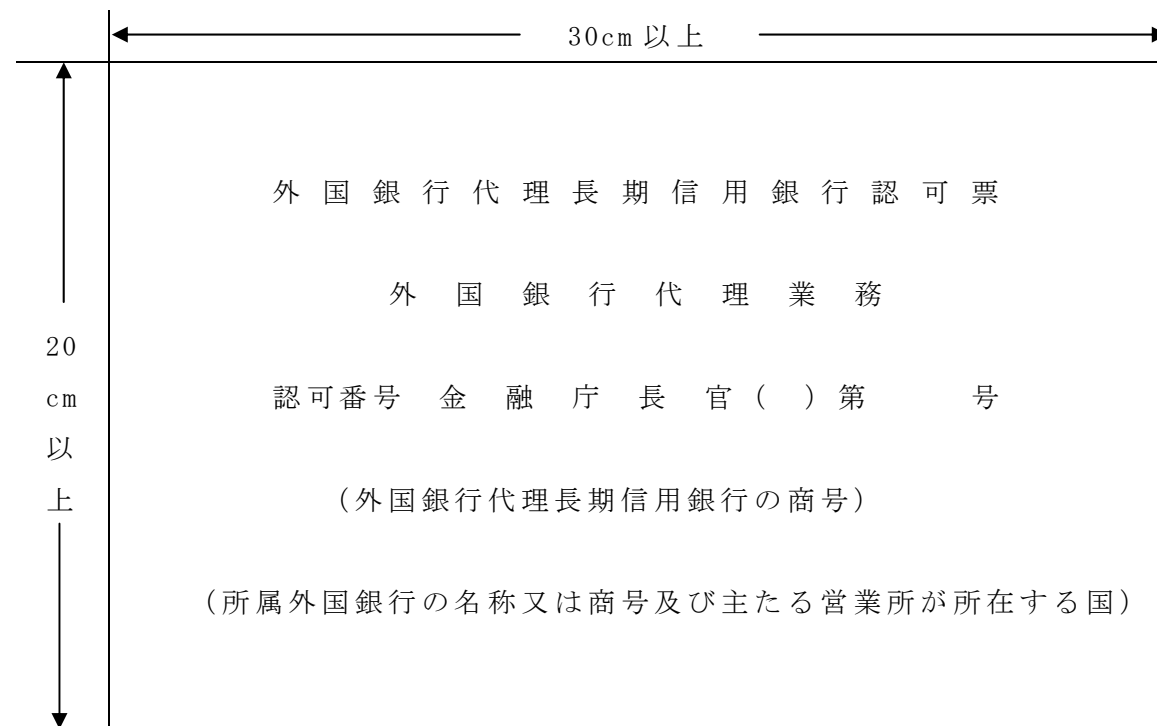 30cm以上
外国銀行代理長期信用銀行認可票
外国銀行代理業務
認可番号 金融庁長官( )第 号
(外国銀行代理長期信用銀行の商号)
(所属外国銀行の名称又は商号及び主たる営業所が所在する国)
20
cm
以
上